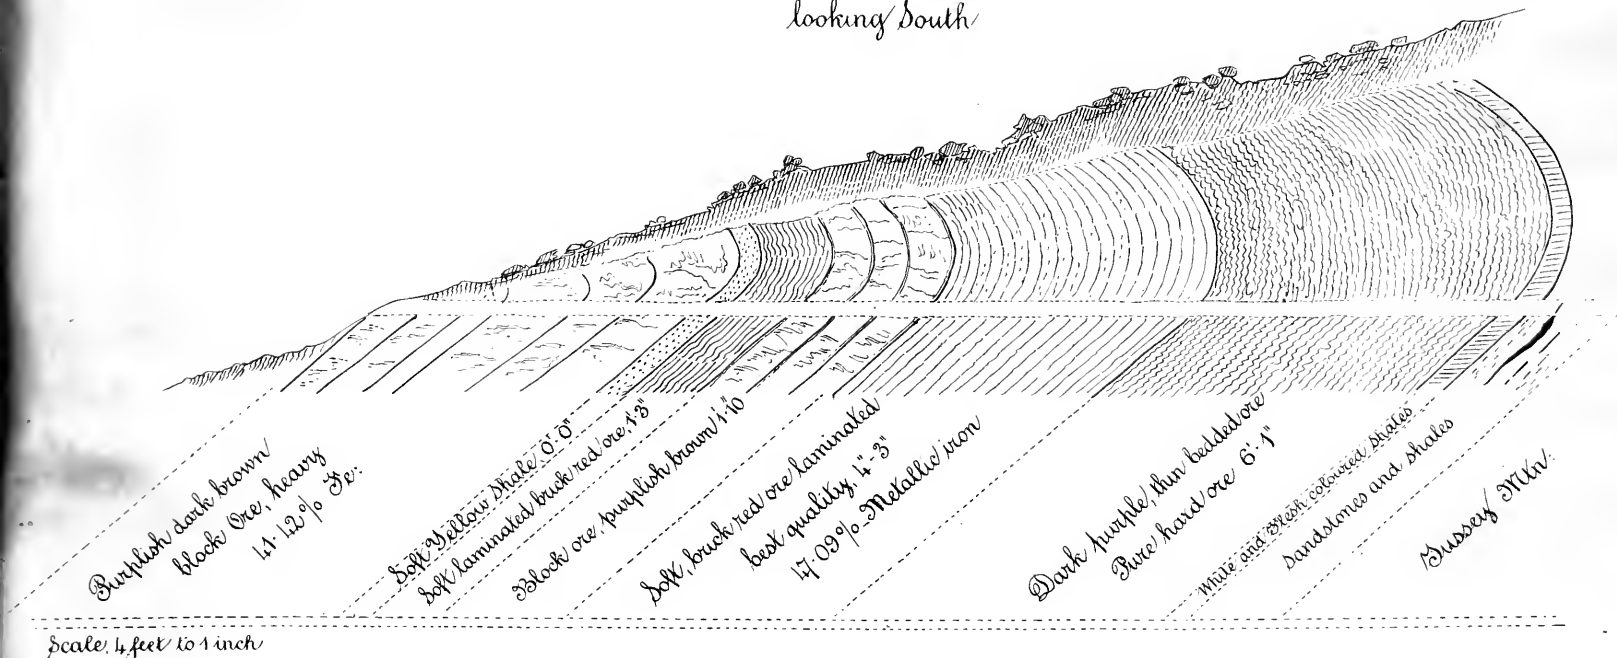 looking South
Purplish dark brown
block Ore, heavy
41.42% Fe:
Soft Yellow shale, 0'.0"
Soft laminated brick red ore, 1'.3"
Block ore, purplish brown 1'.10"
Soft, brick red ore laminated
best quality, 4'-3"
47.09% Metallic iron
Dark purple, thin bedded ore
Pure hard ore 6'.1"
White and flesh coloured shales
Sandstones and shales
Tussey Mtn.
Scale, 4 feet to 1 inch